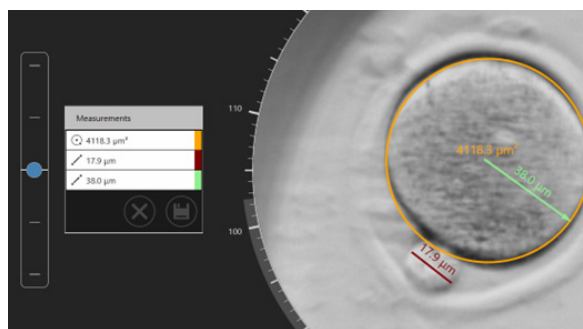 Measurements
4118.3 µm²
17.9 µm
38.0 µm
110
100
4118.3 µm²
38.0 µm
17.9 µm